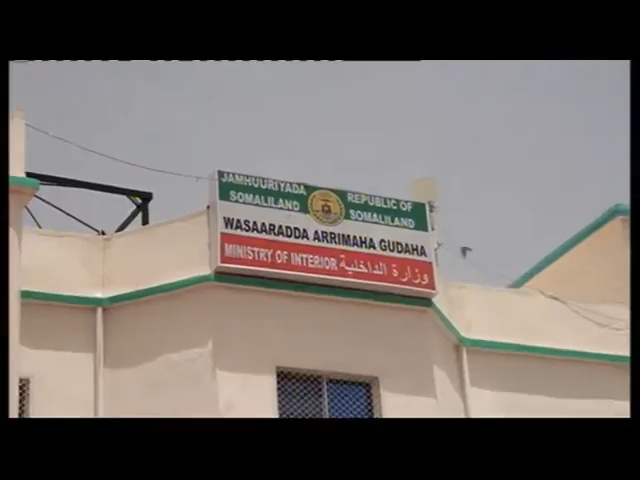 JAMHUURIYADA SOMALILAND
REPUBLIC OF SOMALILAND
WASAARADDA ARRIMAHA GUDAHA
MINISTRY OF INTERIOR وزارة الداخلية